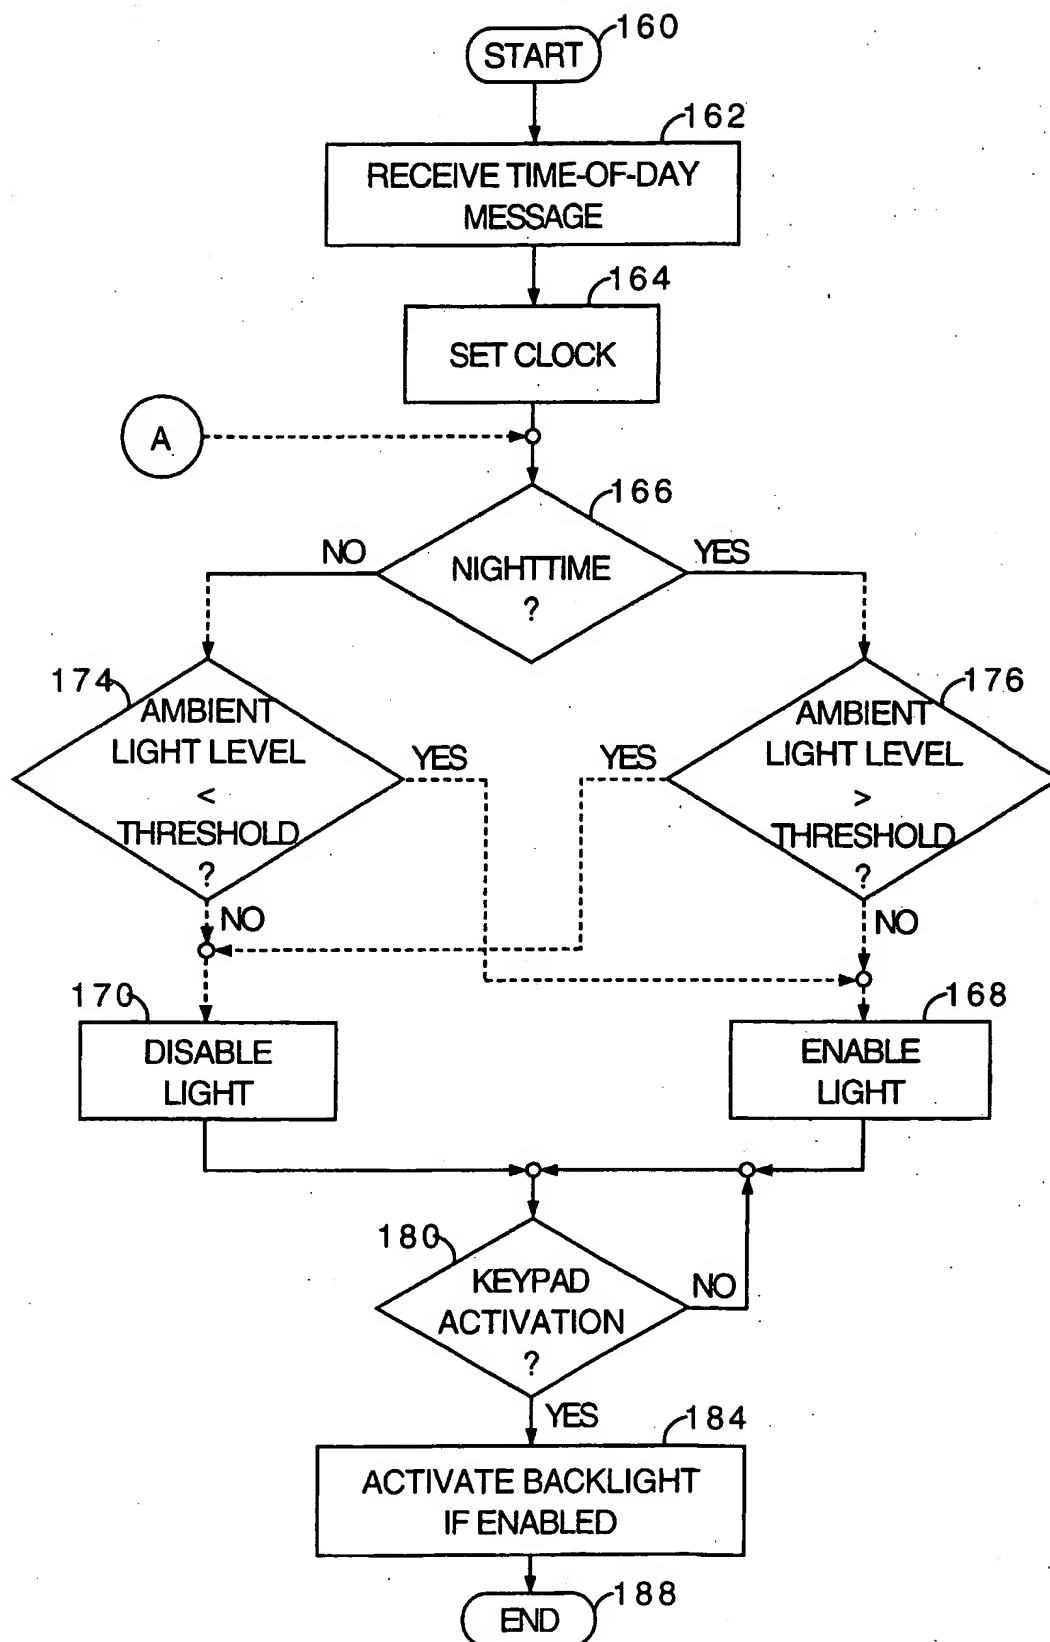 START
160
162
RECEIVE TIME-OF-DAY
MESSAGE
164
SET CLOCK
A
166
NO
NIGHTTIME
?
YES
174
AMBIENT
LIGHT LEVEL
<
THRESHOLD
?
YES
NO
176
AMBIENT
LIGHT LEVEL
>
THRESHOLD
?
YES
NO
170
DISABLE
LIGHT
168
ENABLE
LIGHT
180
KEYPAD
ACTIVATION
?
NO
YES
184
ACTIVATE BACKLIGHT
IF ENABLED
END
188